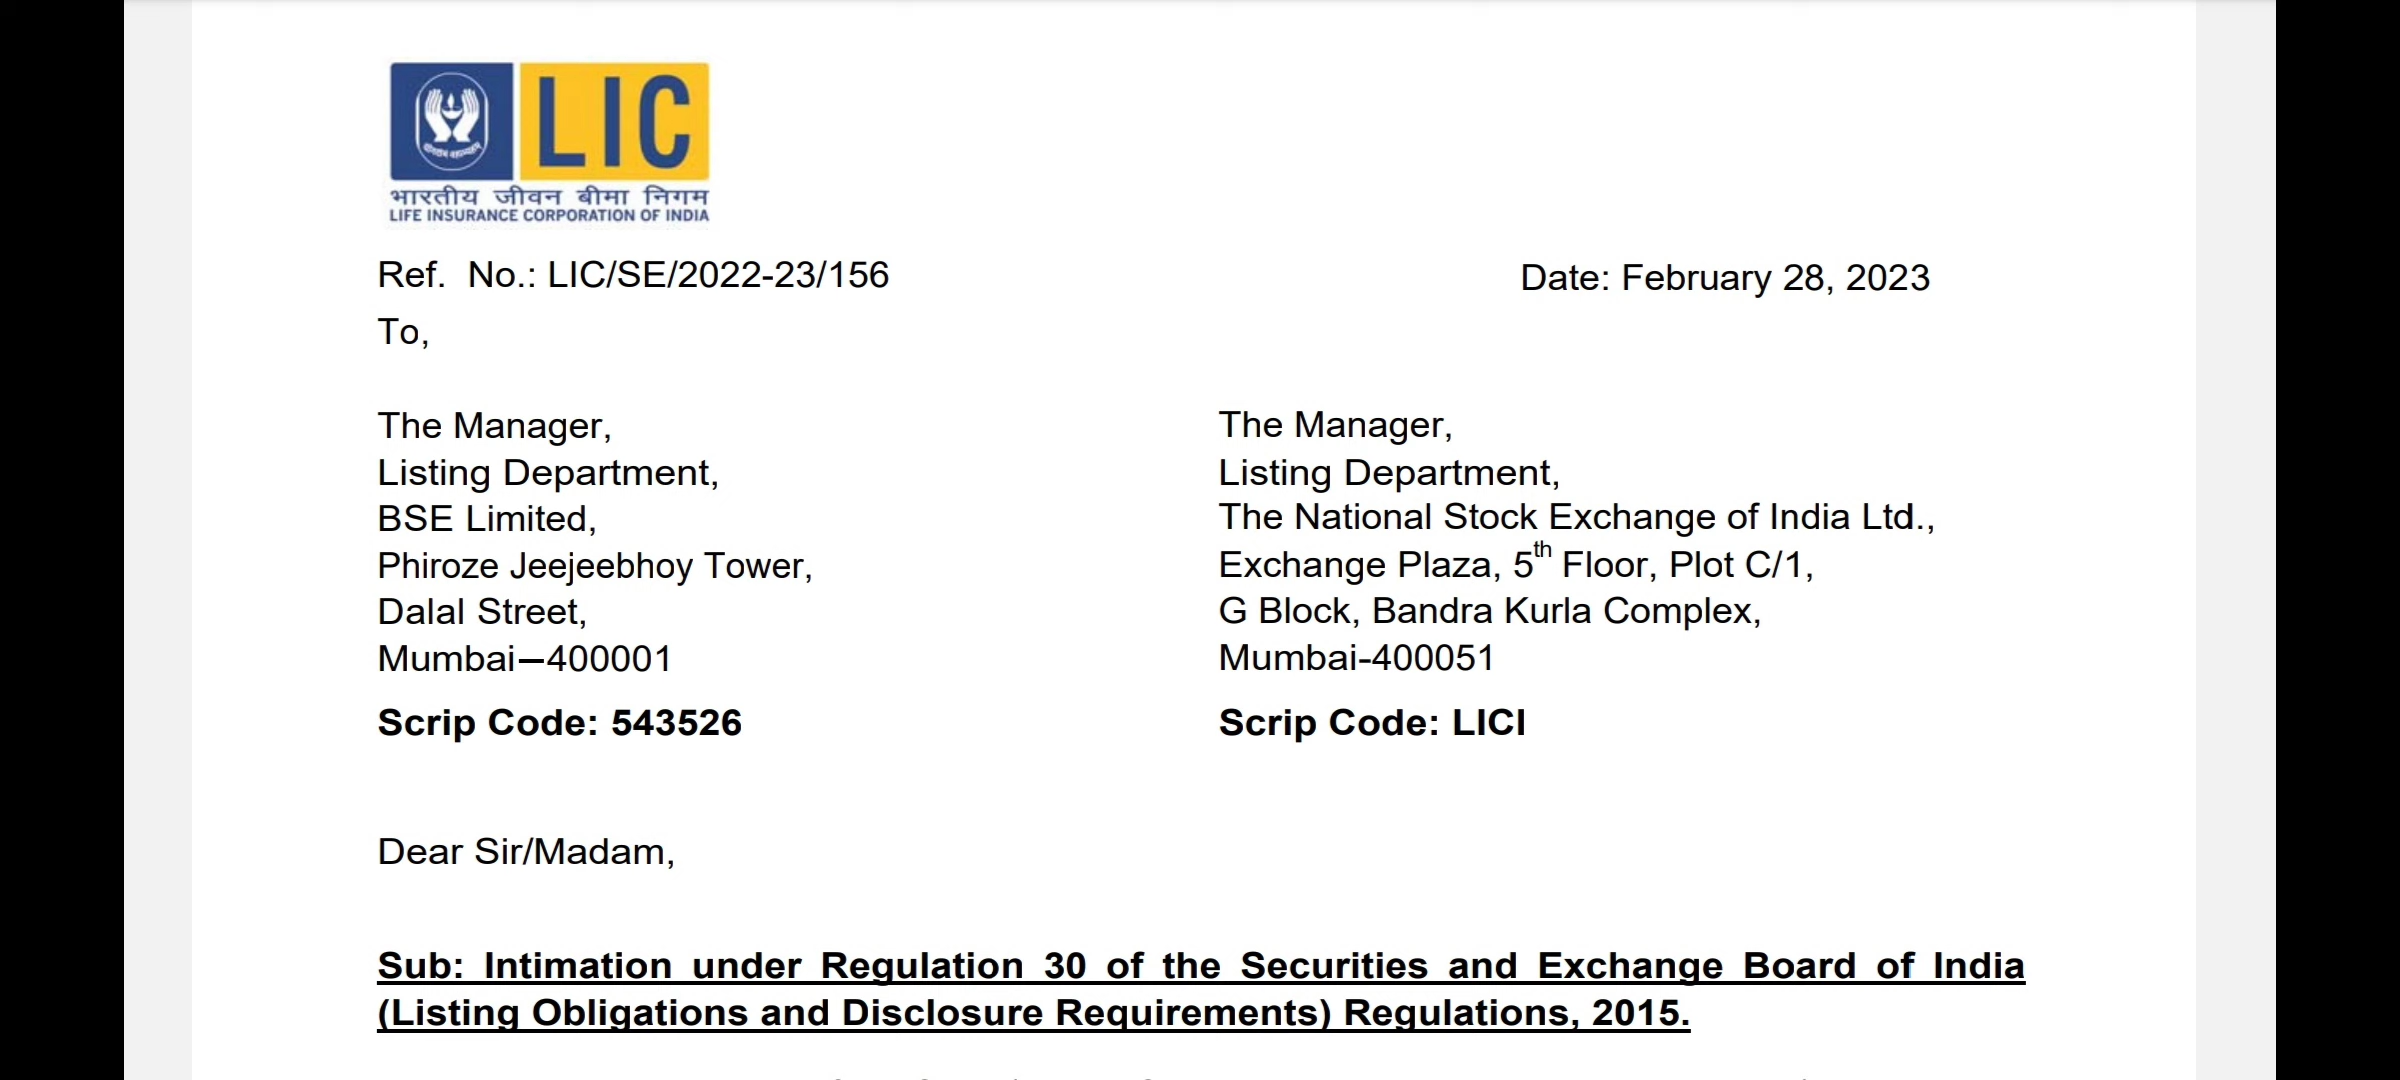 LIC
भारतीय जीवन बीमा निगम
LIFE INSURANCE CORPORATION OF INDIA
Ref. No.: LIC/SE/2022-23/156
Date: February 28, 2023
To,
The Manager,
Listing Department,
BSE Limited,
Phiroze Jeejeebhoy Tower,
Dalal Street,
Mumbai–400001
Scrip Code: 543526
The Manager,
Listing Department,
The National Stock Exchange of India Ltd.,
Exchange Plaza, 5th Floor, Plot C/1,
G Block, Bandra Kurla Complex,
Mumbai-400051
Scrip Code: LICI
Dear Sir/Madam,
Sub: Intimation under Regulation 30 of the Securities and Exchange Board of India
(Listing Obligations and Disclosure Requirements) Regulations, 2015.